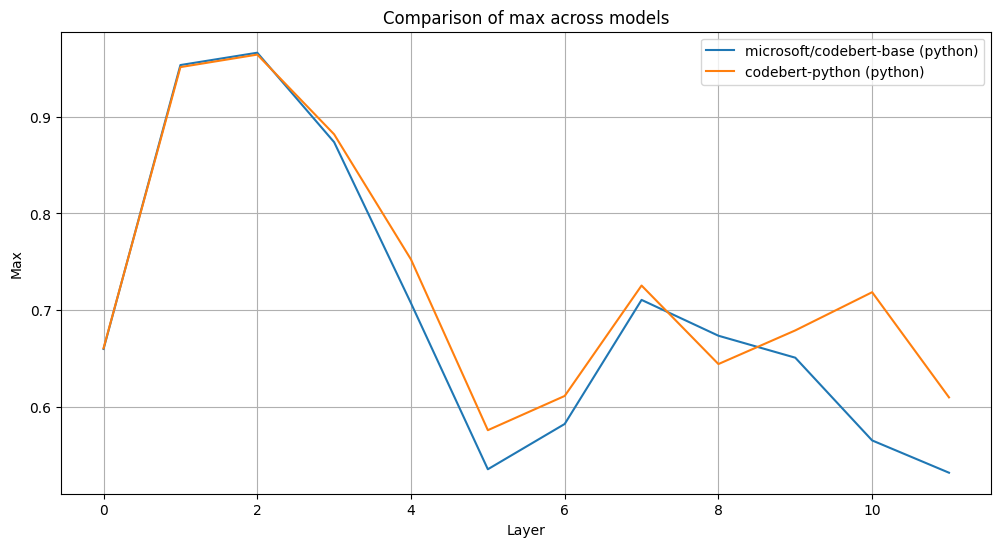 Comparison of max across models
microsoft/codebert-base (python)
codebert-python (python)
Max
0.9
0.8
0.7
0.6
0 2 4 6 8 10
Layer